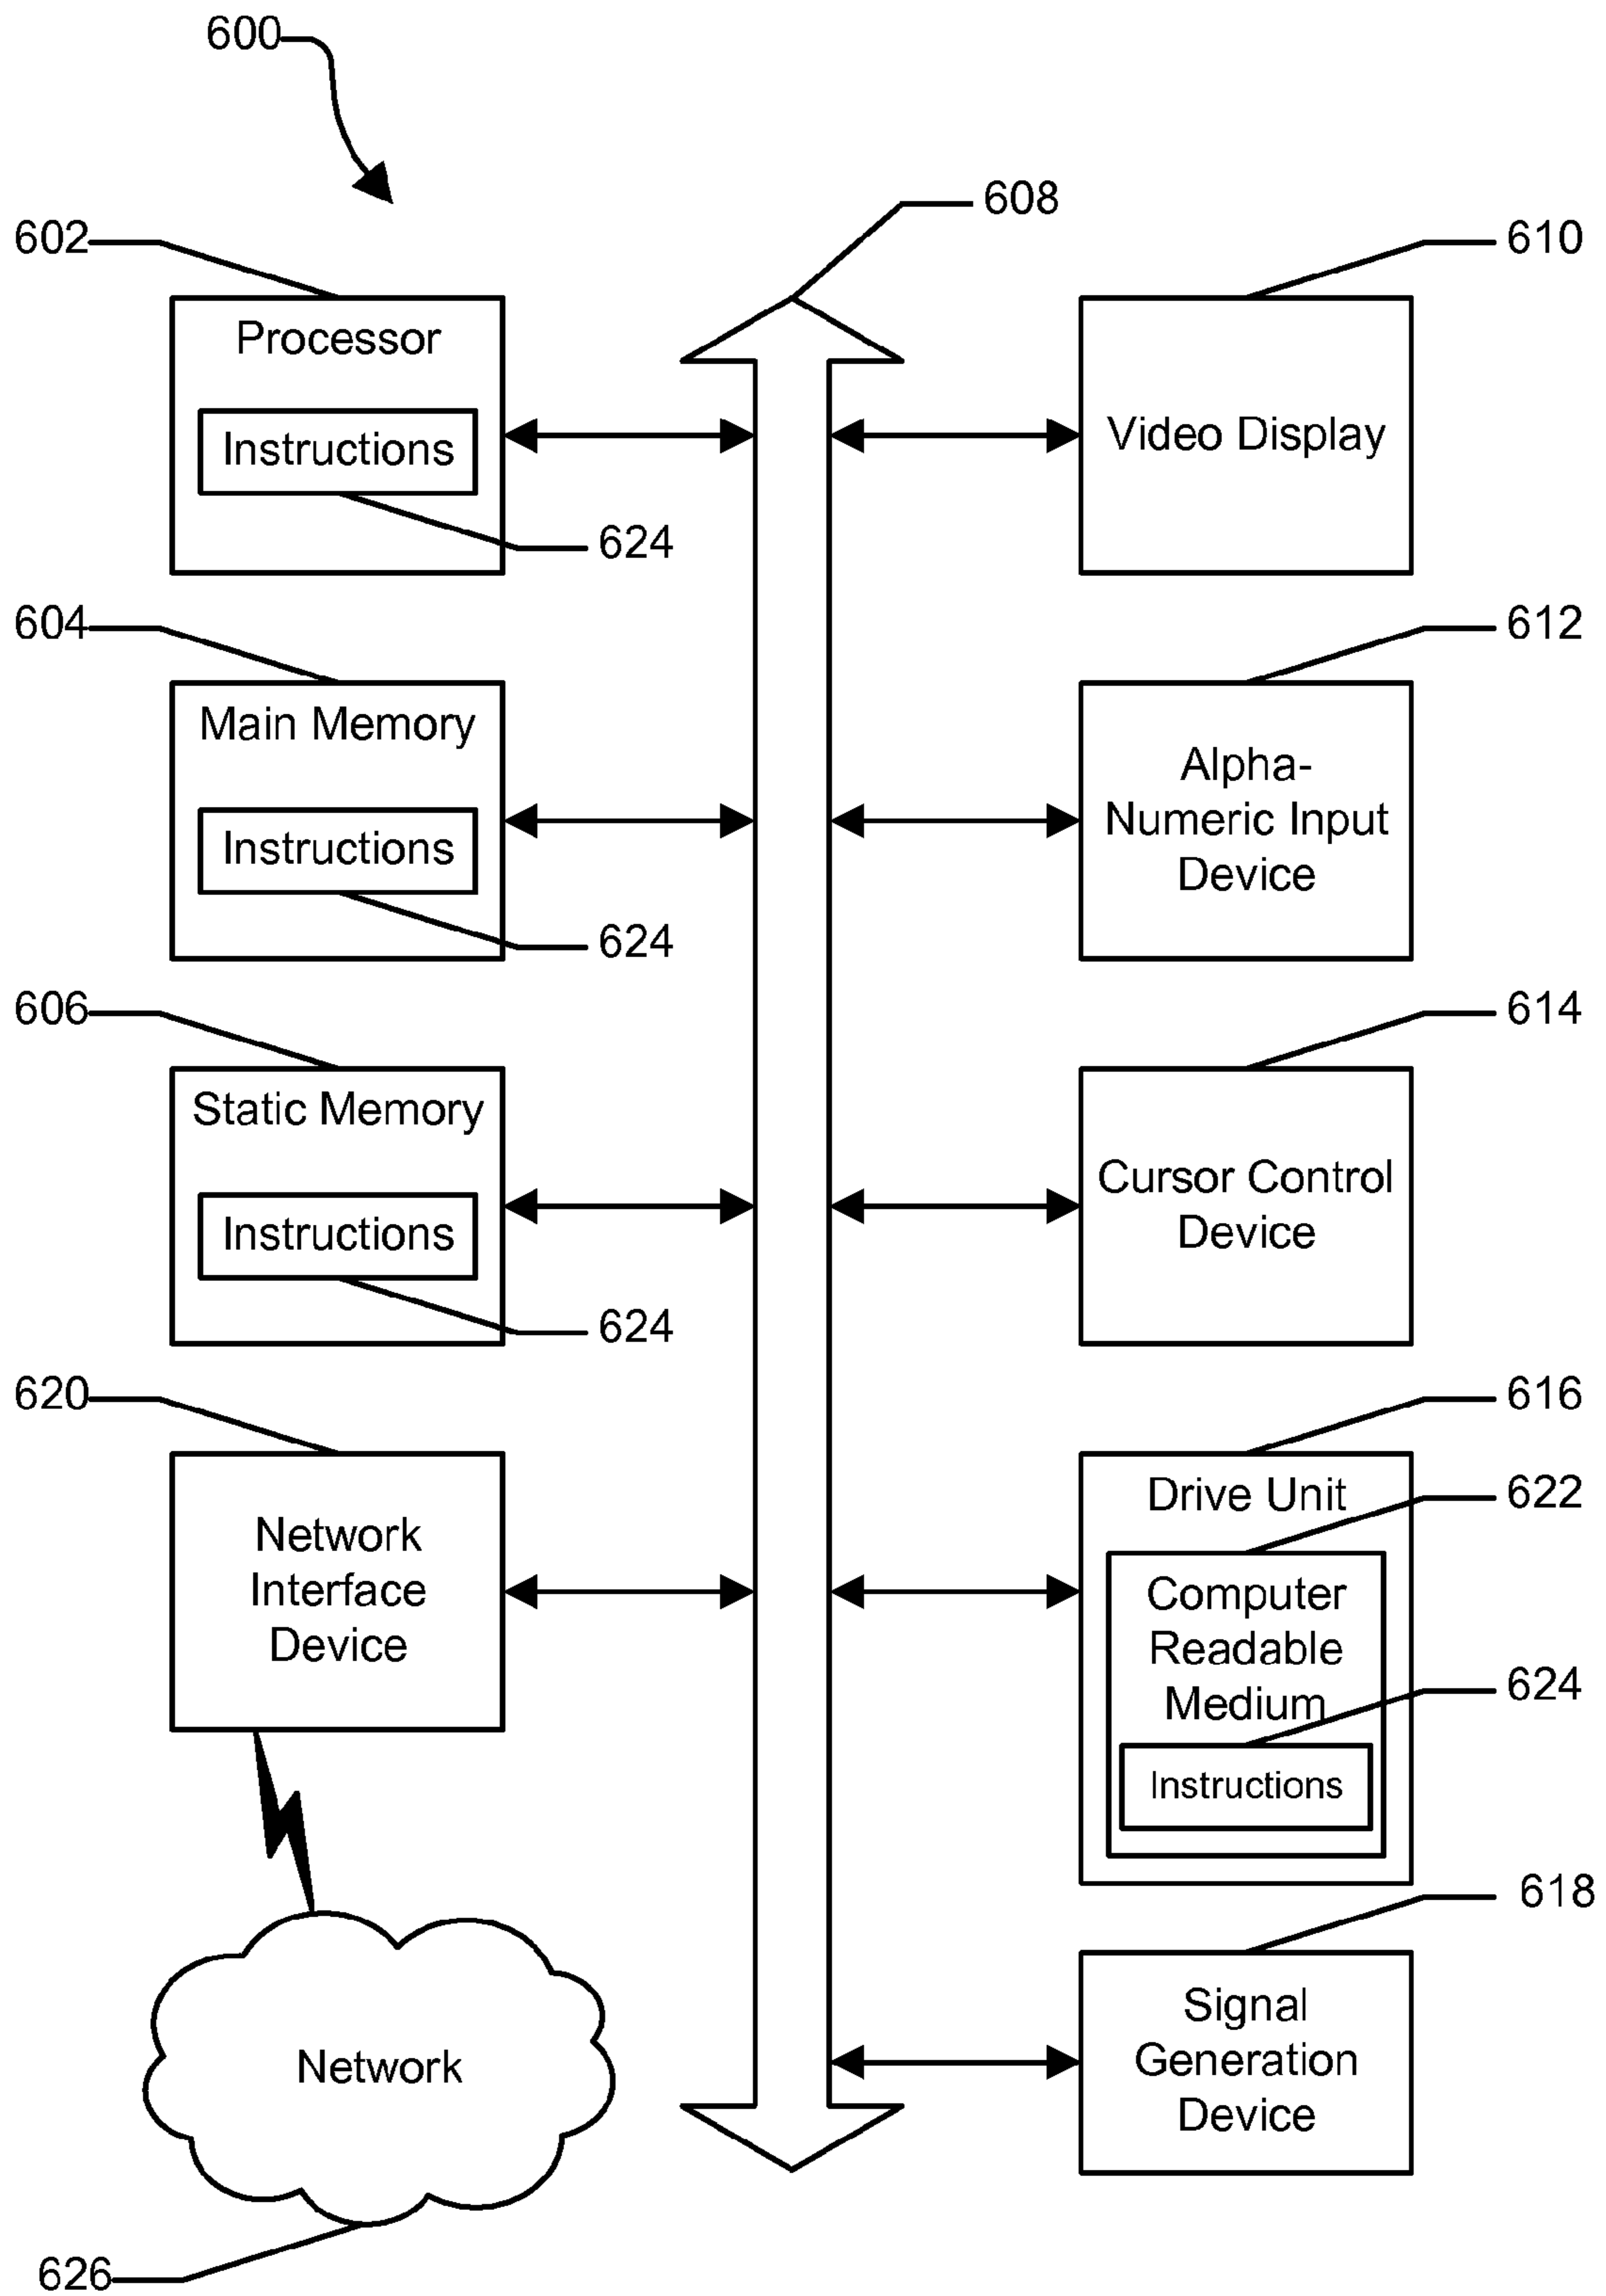 600
608
602
610
Processor
Instructions
Video Display
624
604
612
Main Memory
Instructions
Alpha-
Numeric Input
Device
624
606
614
Static Memory
Instructions
Cursor Control
Device
624
620
616
Network
Interface
Device
Drive Unit
622
Computer
Readable
Medium
624
Instructions
618
Signal
Generation
Device
Network
626